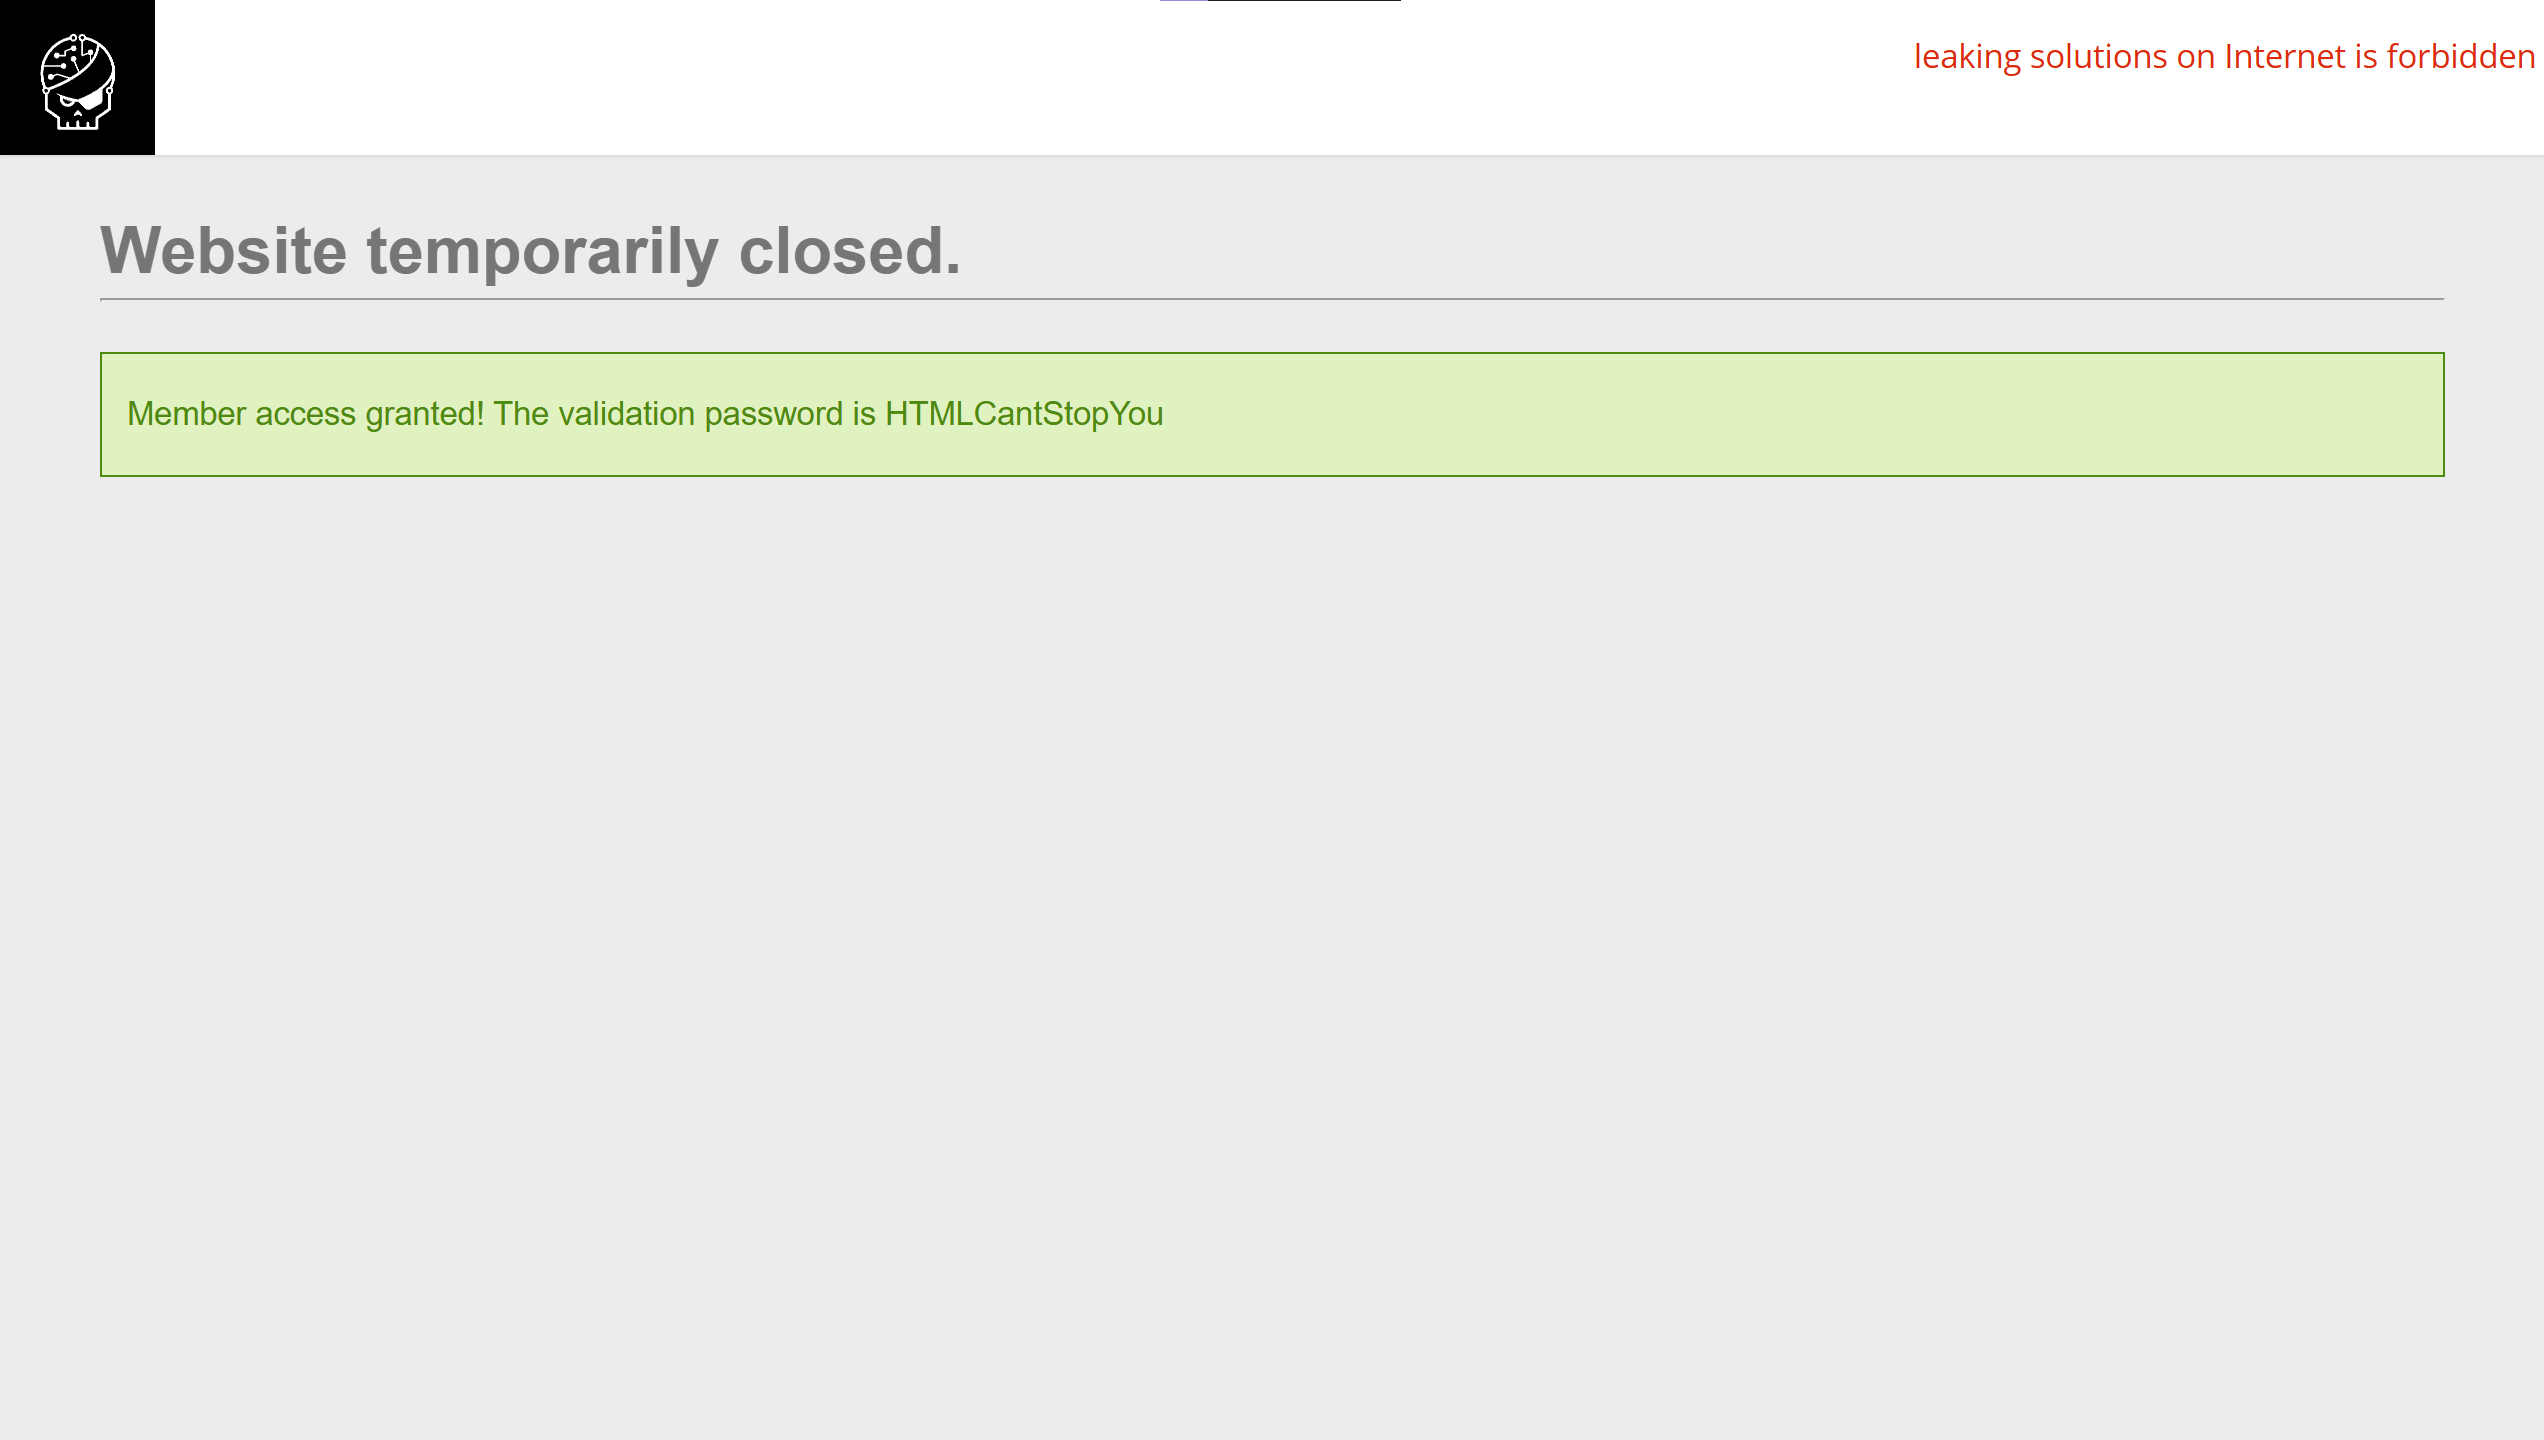 leaking solutions on Internet is forbidden
Website temporarily closed.
Member access granted! The validation password is HTMLCantStopYou